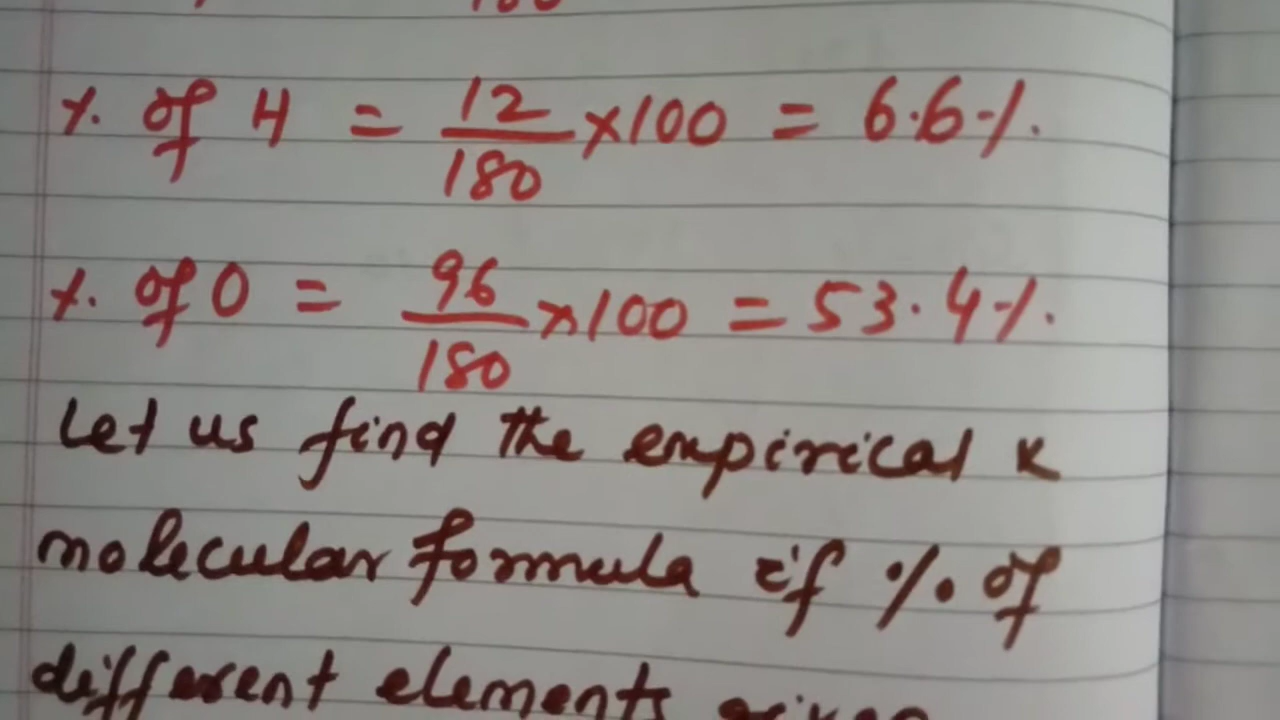 % of H = 12/180 × 100 = 6.6%
% of O = 96/180 × 100 = 53.4%
Let us find the empirical &
molecular formula if % of
different elements given